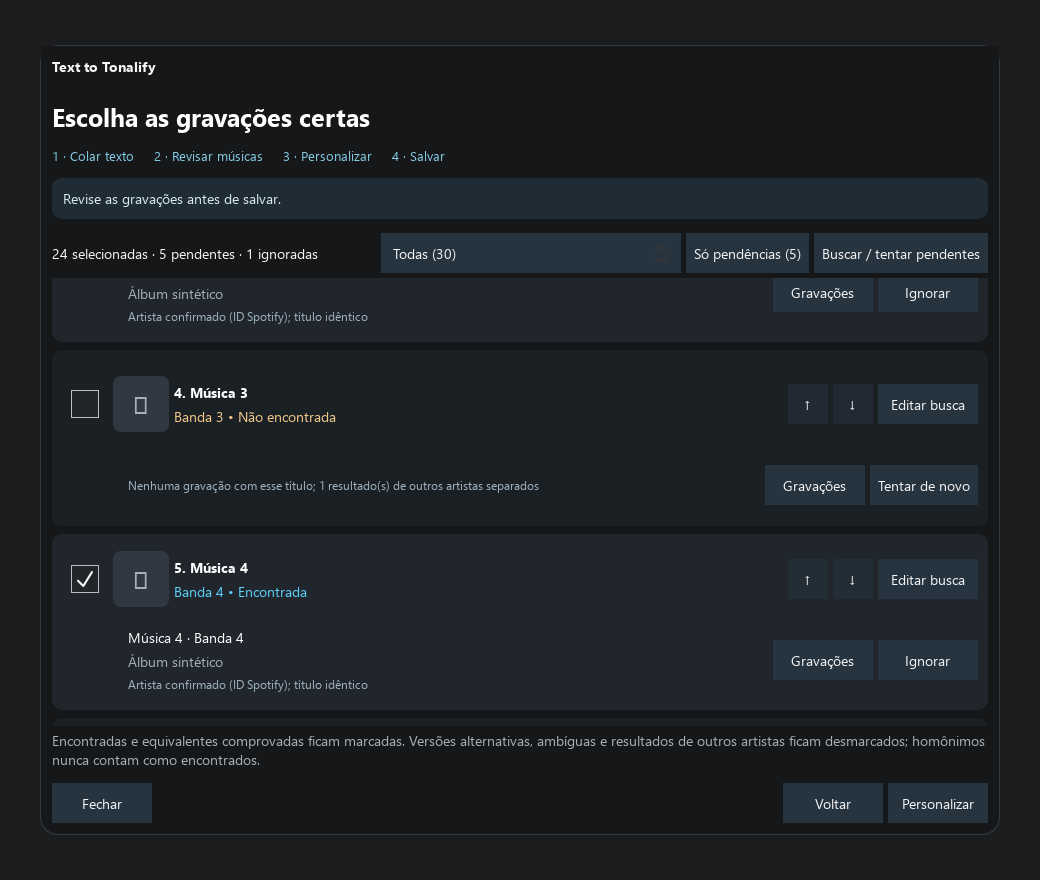 Text to Tonalify
Escolha as gravações certas
1 · Colar texto 2 · Revisar músicas 3 · Personalizar 4 · Salvar
Revise as gravações antes de salvar.
24 selecionadas · 5 pendentes · 1 ignoradas Todas (30) Só pendências (5) Buscar / tentar pendentes
Álbum sintético Gravações Ignorar
Artista confirmado (ID Spotify); título idêntico
4. Música 3
Banda 3 • Não encontrada
↑ ↓ Editar busca
Nenhuma gravação com esse título; 1 resultado(s) de outros artistas separados Gravações Tentar de novo
5. Música 4
Banda 4 • Encontrada
↑ ↓ Editar busca
Música 4 · Banda 4
Álbum sintético Gravações Ignorar
Artista confirmado (ID Spotify); título idêntico
Encontradas e equivalentes comprovadas ficam marcadas. Versões alternativas, ambíguas e resultados de outros artistas ficam desmarcados; homônimos
nunca contam como encontrados.
Fechar Voltar Personalizar